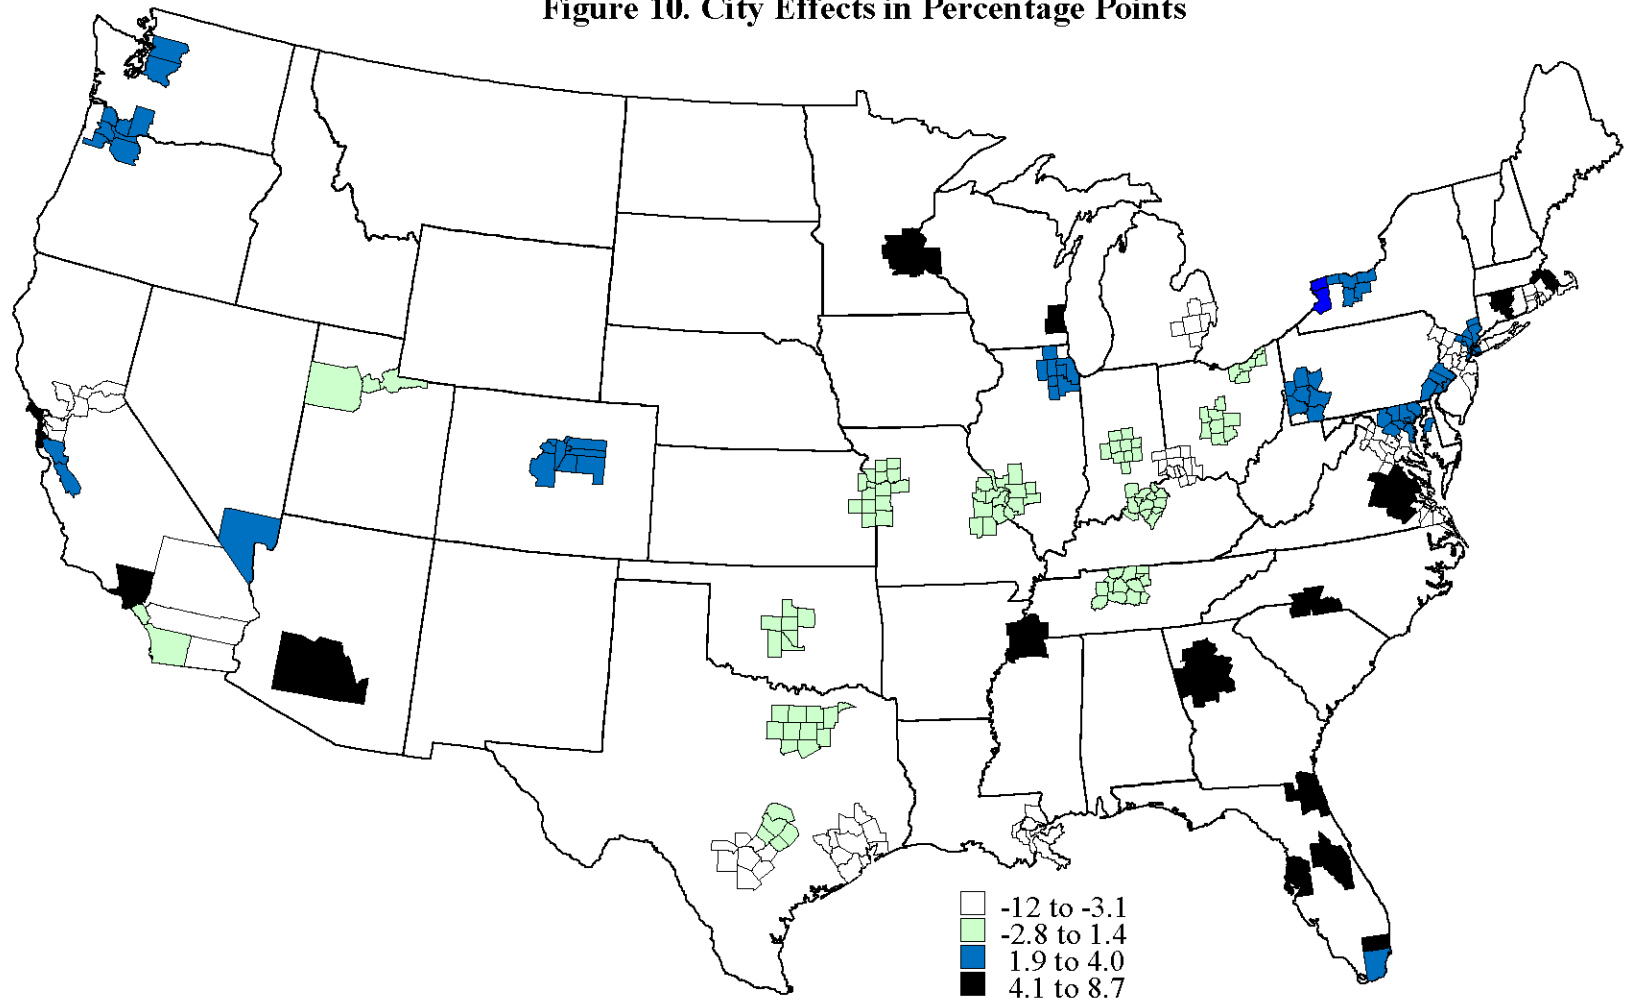 Figure 10. City Effects in Percentage Points
-12 to -3.1
-2.8 to 1.4
1.9 to 4.0
4.1 to 8.7